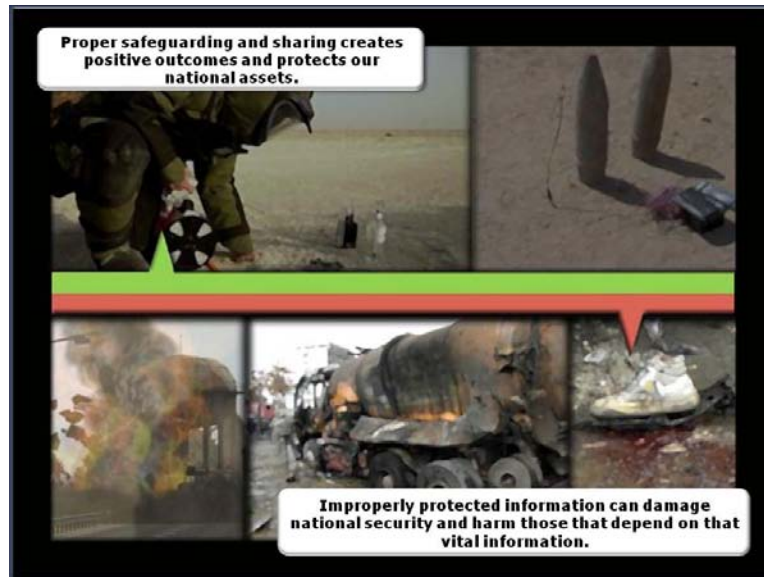 Proper safeguarding and sharing creates
positive outcomes and protects our
national assets.
Improperly protected information can damage
national security and harm those that depend on that
vital information.